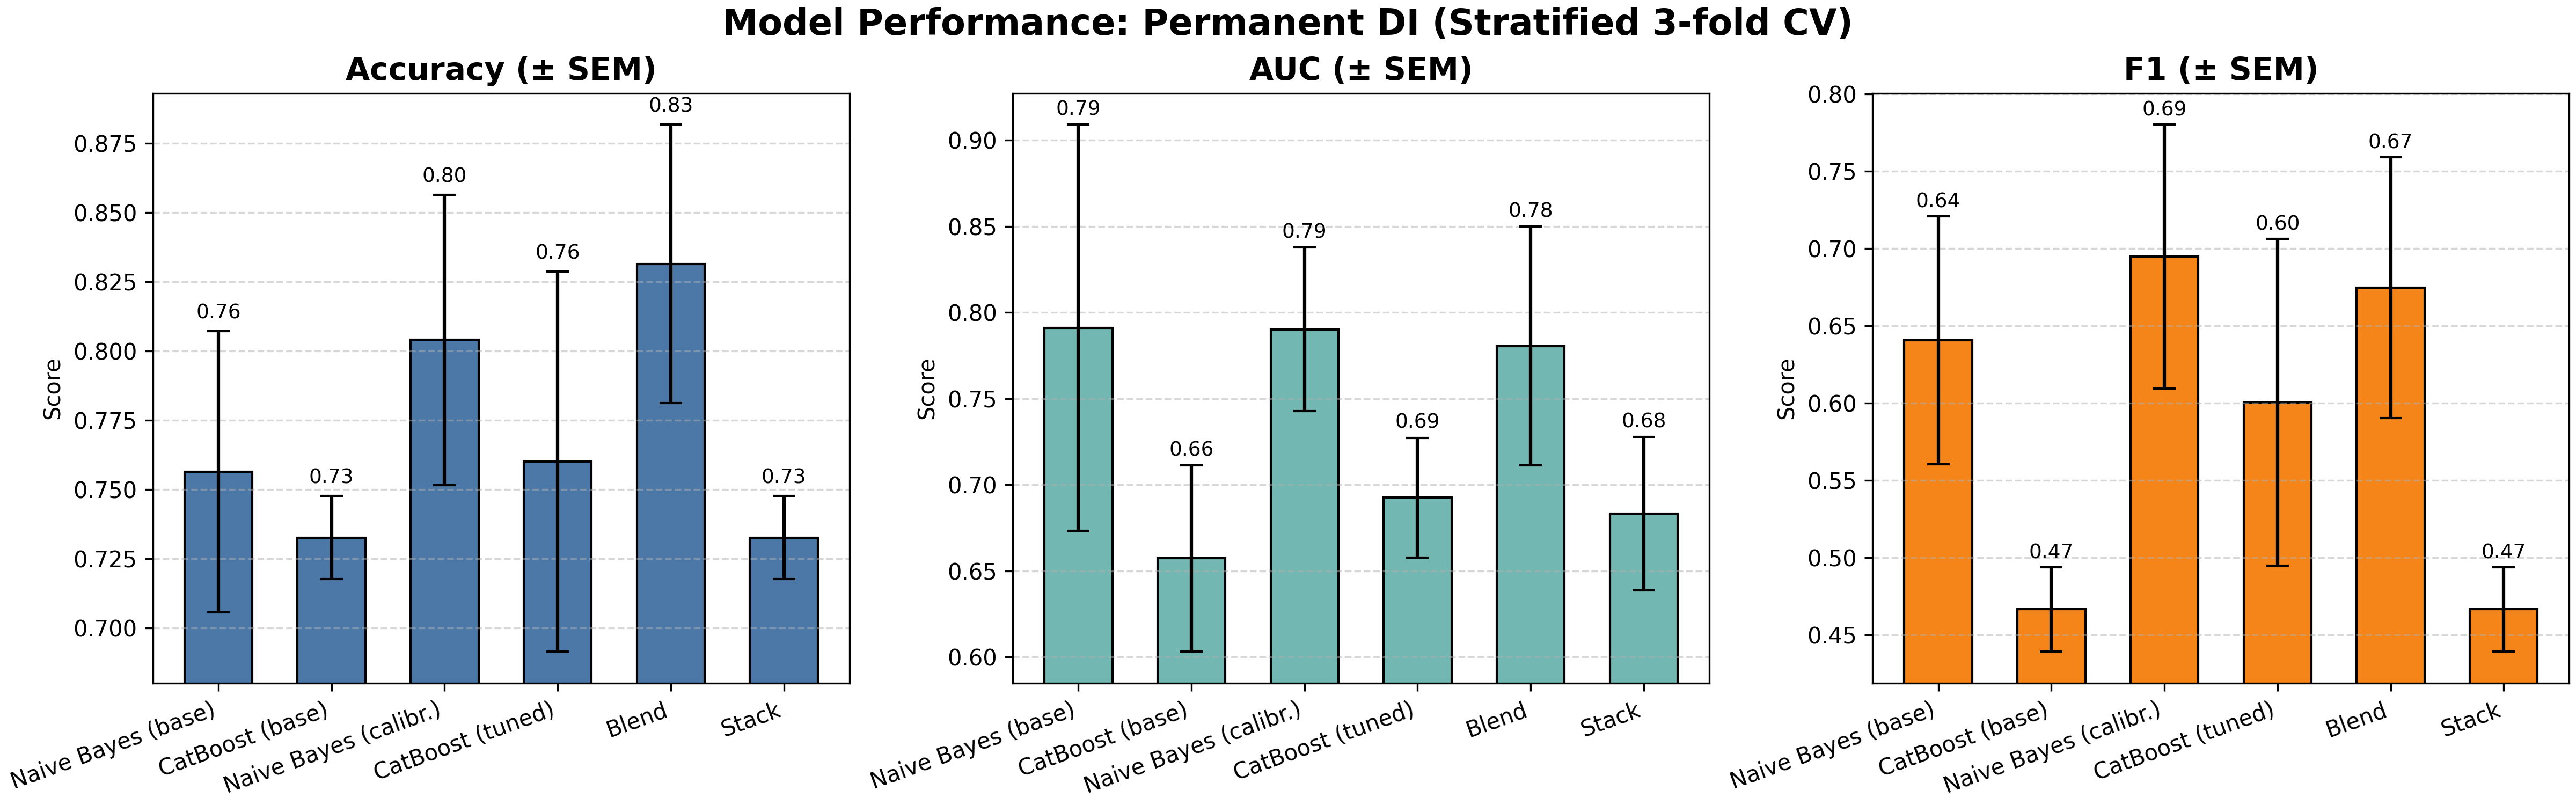 Model Performance: Permanent DI (Stratified 3-fold CV)
Accuracy (± SEM)
Score
0.875
0.850
0.825
0.800
0.775
0.750
0.725
0.700
0.76
0.73
0.80
0.76
0.83
0.73
Naive Bayes (base)
CatBoost (base)
Naive Bayes (calibr.)
CatBoost (tuned)
Blend
Stack
AUC (± SEM)
Score
0.90
0.85
0.80
0.75
0.70
0.65
0.60
0.79
0.66
0.79
0.69
0.78
0.68
Naive Bayes (base)
CatBoost (base)
Naive Bayes (calibr.)
CatBoost (tuned)
Blend
Stack
F1 (± SEM)
Score
0.80
0.75
0.70
0.65
0.60
0.55
0.50
0.45
0.64
0.47
0.69
0.60
0.67
0.47
Naive Bayes (base)
CatBoost (base)
Naive Bayes (calibr.)
CatBoost (tuned)
Blend
Stack